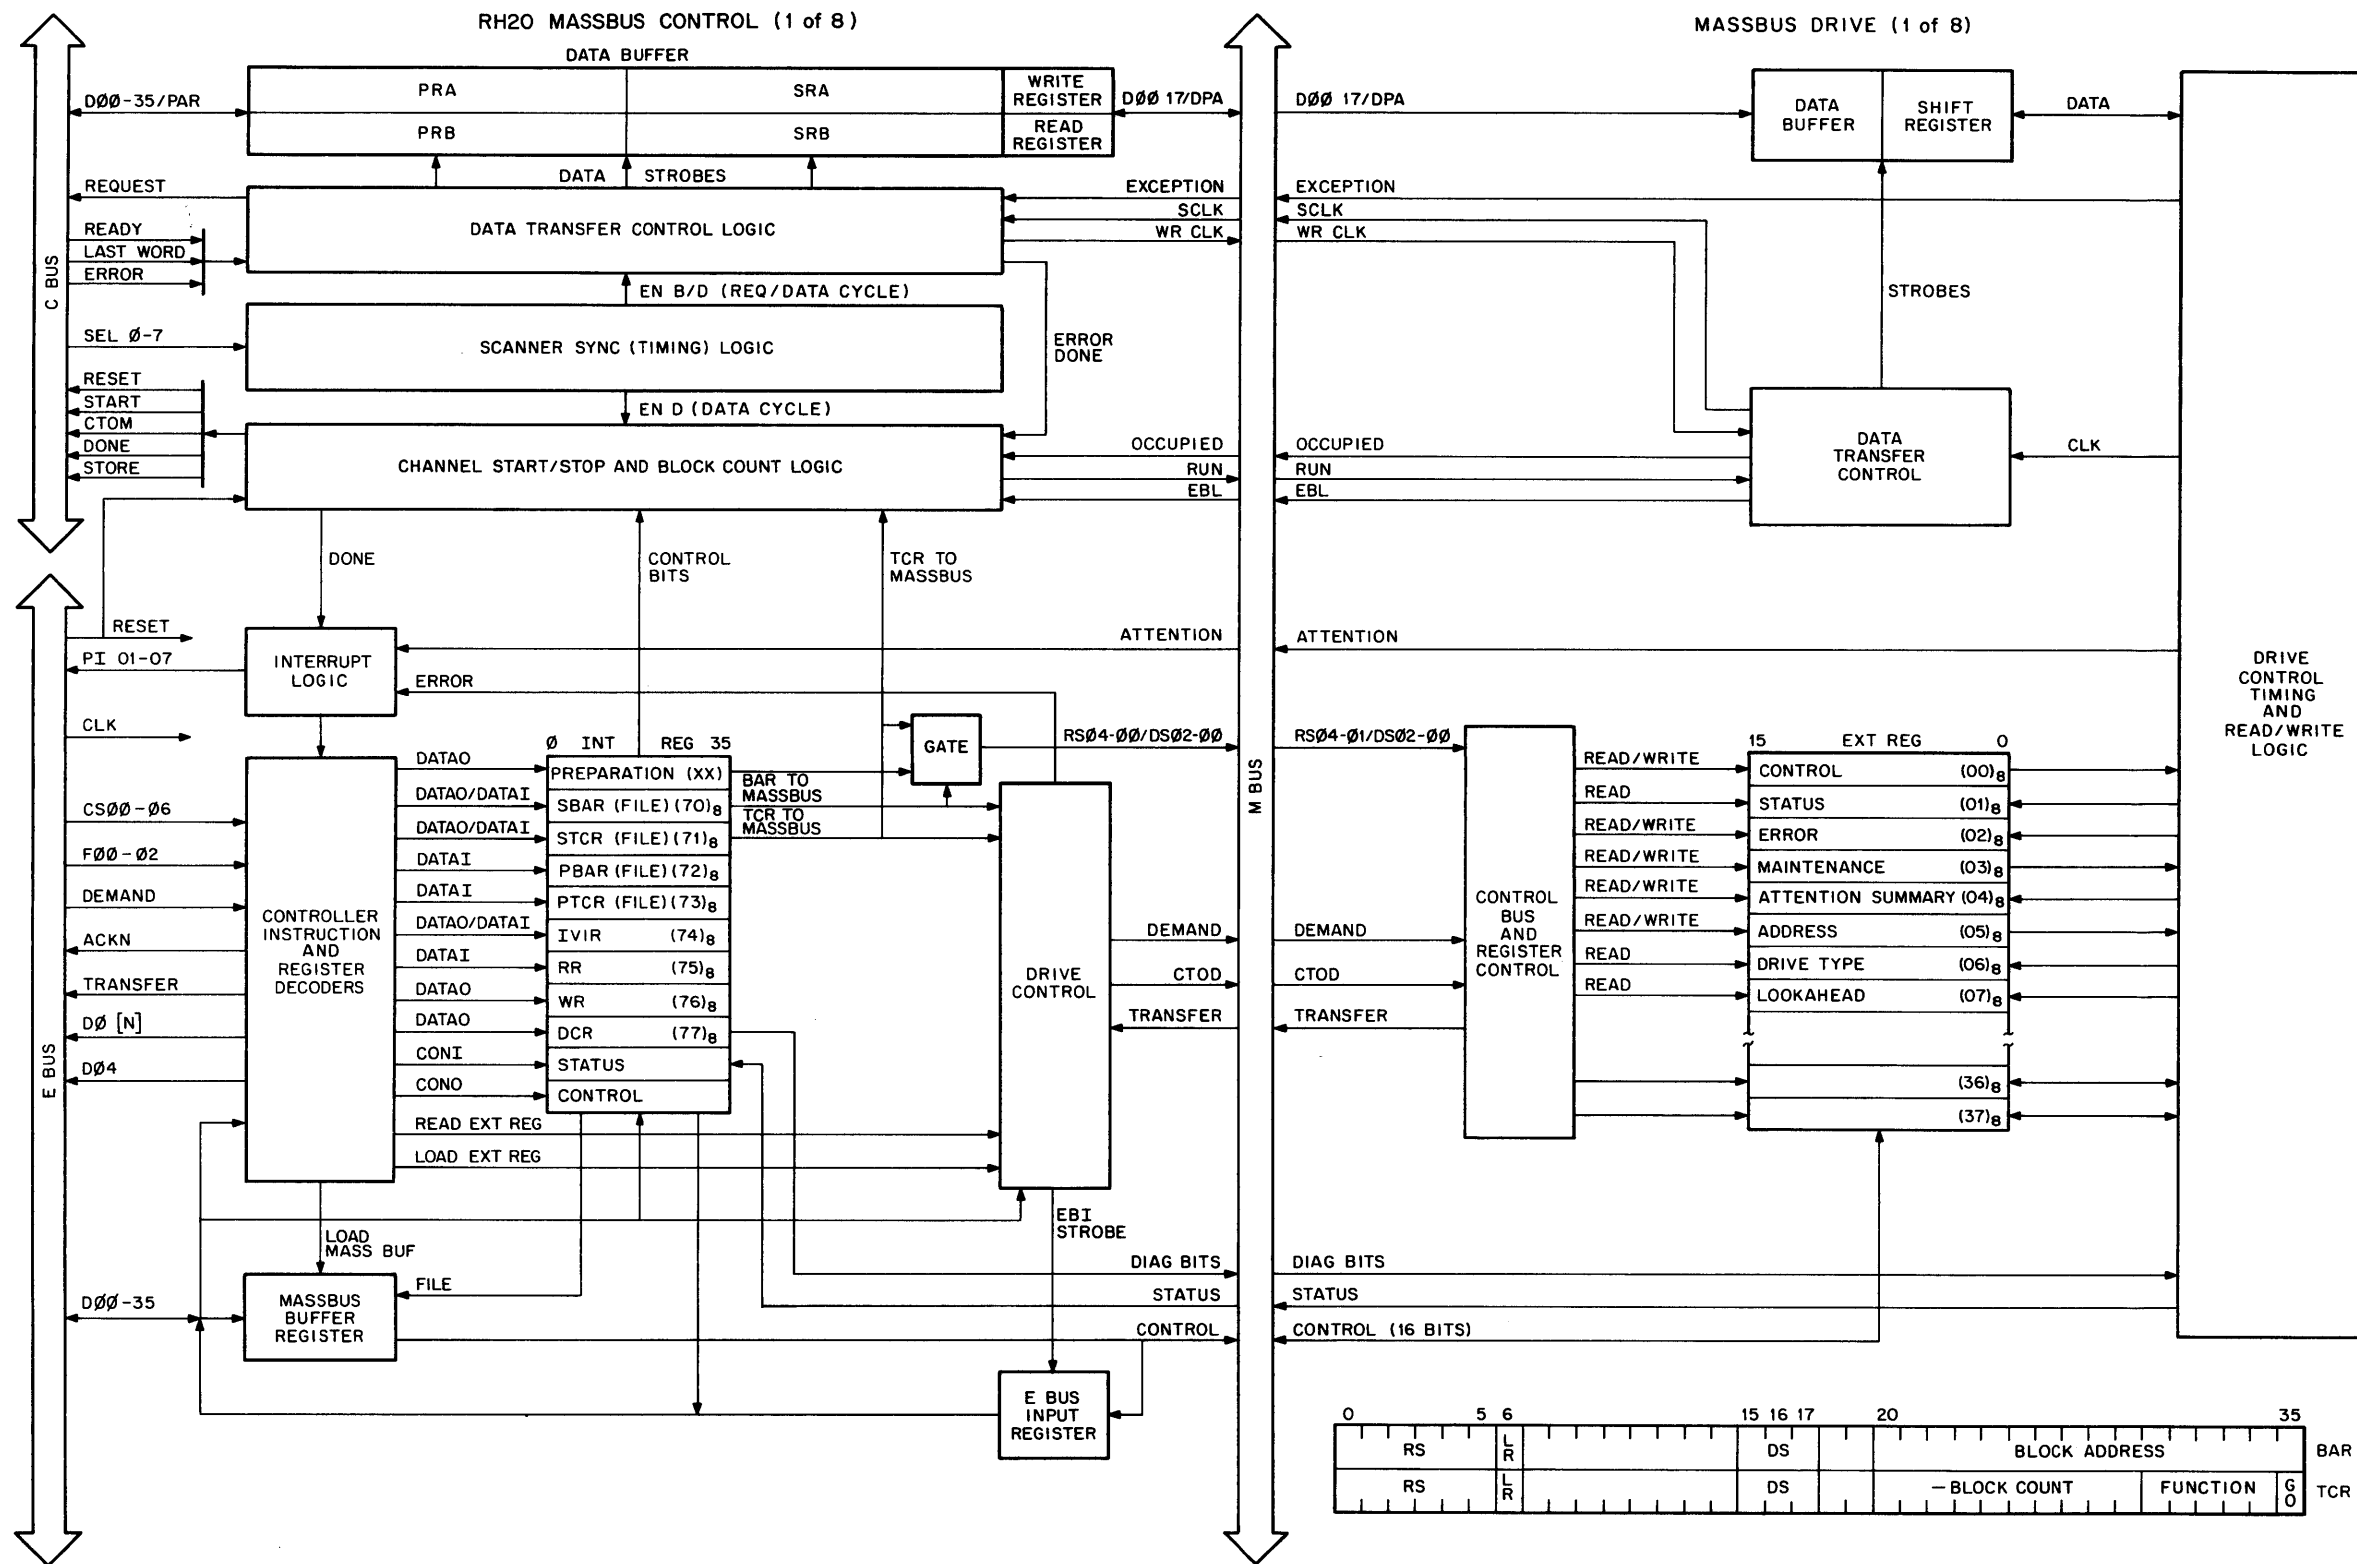 RH20 MASSBUS CONTROL (1 of 8)
MASSBUS DRIVE (1 of 8)
DATA BUFFER
PRA
SRA
WRITE
REGISTER
PRB
SRB
READ
REGISTER
DØØ-35/PAR
DØØ 17/DPA
DØØ 17/DPA
DATA
BUFFER
SHIFT
REGISTER
DATA
DATA STROBES
REQUEST
READY
LAST WORD
ERROR
DATA TRANSFER CONTROL LOGIC
EXCEPTION
SCLK
WR CLK
EXCEPTION
SCLK
WR CLK
STROBES
C BUS
EN B/D (REQ/DATA CYCLE)
SEL Ø-7
SCANNER SYNC (TIMING) LOGIC
ERROR
DONE
RESET
START
CTOM
DONE
STORE
EN D (DATA CYCLE)
CHANNEL START/STOP AND BLOCK COUNT LOGIC
OCCUPIED
RUN
EBL
OCCUPIED
RUN
EBL
DATA
TRANSFER
CONTROL
CLK
DONE
CONTROL
BITS
TCR TO
MASSBUS
RESET
PI 01-07
INTERRUPT
LOGIC
ATTENTION
ATTENTION
ERROR
DRIVE
CONTROL
TIMING
AND
READ/WRITE
LOGIC
CLK
GATE
RSØ4-ØØ/DSØ2-ØØ
RSØ4-Ø1/DSØ2-ØØ
M BUS
E BUS
CSØØ-Ø6
FØØ-Ø2
DEMAND
ACKN
TRANSFER
DØ [N]
DØ4
CONTROLLER
INSTRUCTION
AND
REGISTER
DECODERS
DATAO
DATAO/DATAI
DATAO/DATAI
DATAI
DATAI
DATAO/DATAI
DATAI
DATAO
DATAO
CONI
CONO
READ EXT REG
LOAD EXT REG
Ø INT REG 35
PREPARATION (XX)
SBAR (FILE) (70)8
STCR (FILE) (71)8
PBAR (FILE) (72)8
PTCR (FILE) (73)8
IVIR (74)8
RR (75)8
WR (76)8
DCR (77)8
STATUS
CONTROL
BAR TO
MASSBUS
TCR TO
MASSBUS
DRIVE
CONTROL
DEMAND
CTOD
TRANSFER
DEMAND
CTOD
TRANSFER
CONTROL
BUS
AND
REGISTER
CONTROL
READ/WRITE
READ
READ/WRITE
READ/WRITE
READ/WRITE
READ/WRITE
READ
READ
15 EXT REG 0
CONTROL (00)8
STATUS (01)8
ERROR (02)8
MAINTENANCE (03)8
ATTENTION SUMMARY (04)8
ADDRESS (05)8
DRIVE TYPE (06)8
LOOKAHEAD (07)8
(36)8
(37)8
LOAD
MASS BUF
EBI
STROBE
DØØ-35
MASSBUS
BUFFER
REGISTER
FILE
DIAG BITS
STATUS
CONTROL
DIAG BITS
STATUS
CONTROL (16 BITS)
E BUS
INPUT
REGISTER
0 5 6 15 16 17 20 35
RS LR DS BLOCK ADDRESS BAR
RS LR DS −BLOCK COUNT FUNCTION GO TCR